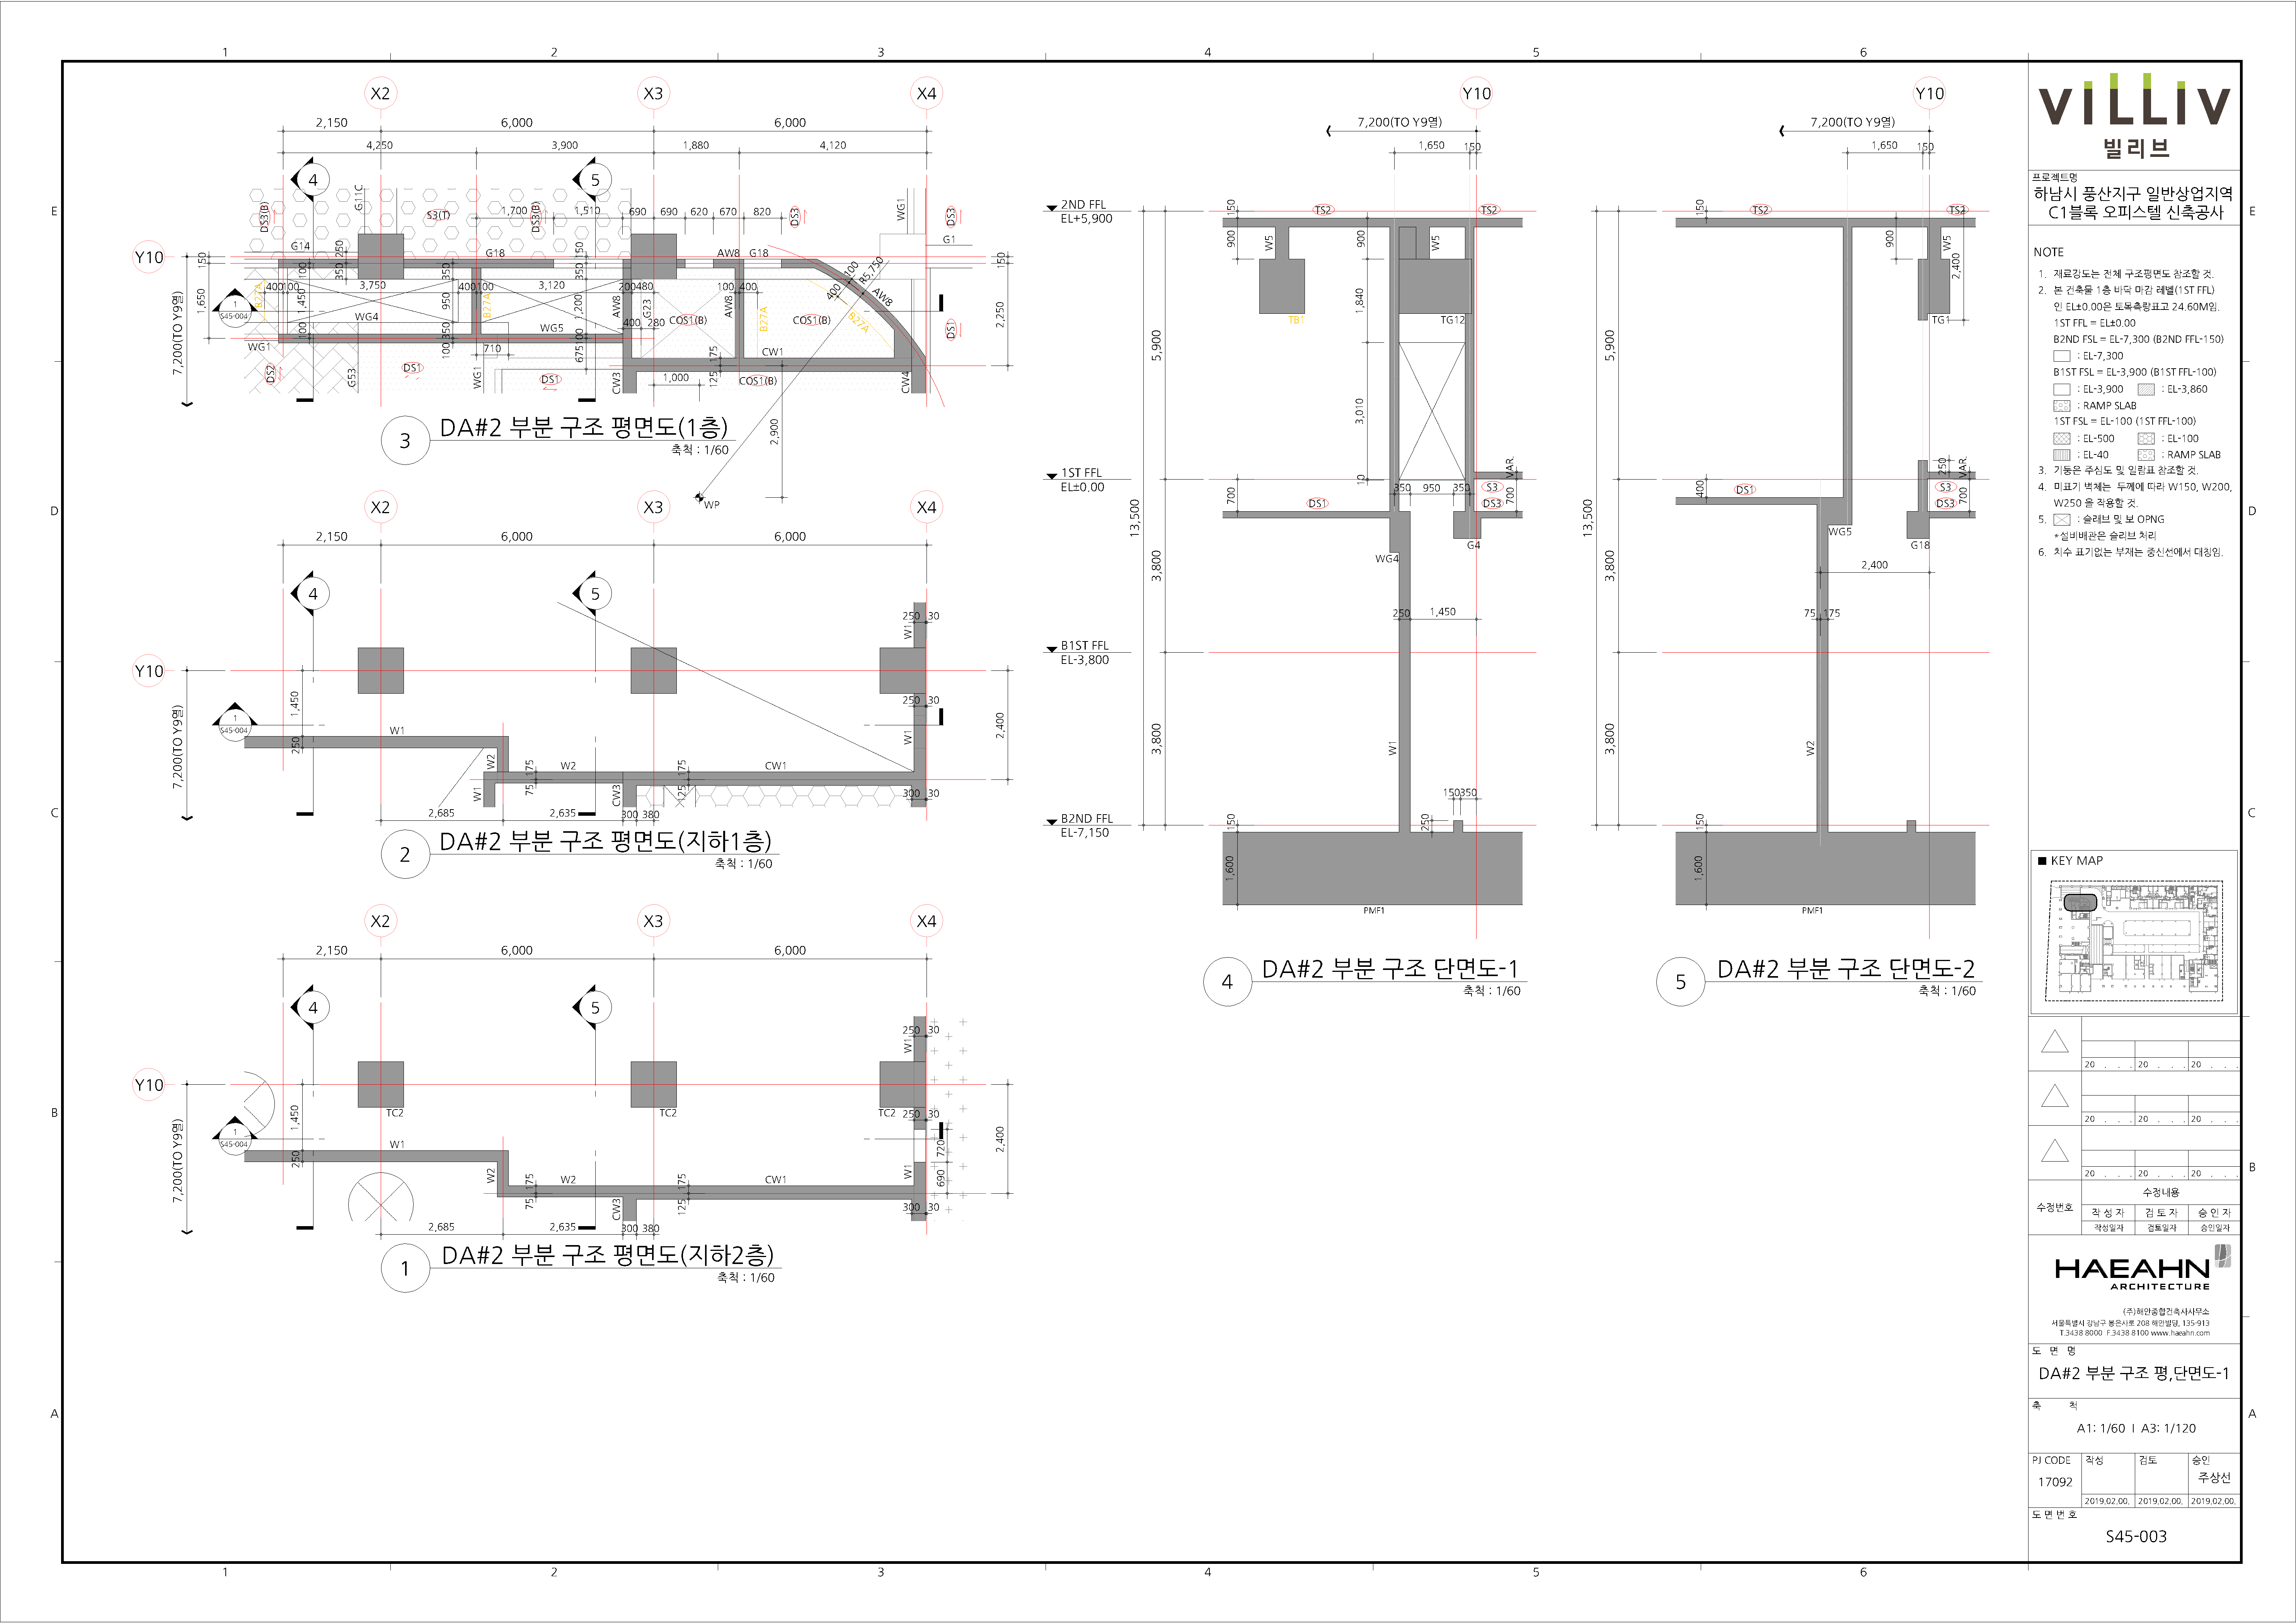 1 2 3 4 5 6
E D C B A
X2 X3 X4
2,150 6,000 6,000
4,250 3,900 1,880 4,120
4 5
G11C WG1
DS3(B) S3(T) 1,700 DS3(B) 1,510 690 690 620 670 820 DS3 DS3
G1
Y10 150 G14 250 G18 150 AW8 G18 150
100 350 350 350 100 R5,750
400 100 3,750 400 100 3,120 200 480 100 400 400 AW8
1,650 B27A 1,450 950 B27A 1,200 AW8 G23 AW8 B27A B27A 2,250
1
S45-004
WG4 WG5 400 280 COS1(B) COS1(B) DS1
7,200(TO Y9열)
WG1 100 100 350 710 675 100 175 CW1
DS2 G53 DS1 WG1 DS1 CW3 1,000 125 COS1(B) CW4
2,900
WP
3
DA#2 부분 구조 평면도(1층)
축척 : 1/60
X2 X3 X4
2,150 6,000 6,000
4 5
250 30
W1
Y10
250 30
1,450 2,400
1
S45-004
W1 W1
250
7,200(TO Y9열)
W2 175 W2 175 CW1
W1 75 CW3 125 300 30
2,685 2,635 300 380
2
DA#2 부분 구조 평면도(지하1층)
축척 : 1/60
X2 X3 X4
2,150 6,000 6,000
4 5
250 30
W1
Y10
TC2 TC2 TC2 250 30
1,450 720 2,400
1
S45-004
W1 W1 690
250
7,200(TO Y9열)
W2 175 W2 175 CW1
75 CW3 125 300 30
2,685 2,635 300 380
1
DA#2 부분 구조 평면도(지하2층)
축척 : 1/60
Y10
7,200(TO Y9열)
1,650 150
2ND FFL
EL+5,900
150 TS2 TS2
900 W5 900 W5
TB1 TG12
1,840
5,900
3,010
1ST FFL
EL±0.00
10 VAR.
700 350 950 350 S3 700
DS1 DS3
13,500
WG4 G4
3,800
250 1,450
B1ST FFL
EL-3,800
3,800
W1
150 350
B2ND FFL
EL-7,150
150 250
1,600
PMF1
4
DA#2 부분 구조 단면도-1
축척 : 1/60
Y10
7,200(TO Y9열)
1,650 150
150 TS2 TS2
900 W5
2,400
TG1
5,900
250 VAR.
400 DS1 S3 700
DS3
13,500
WG5 G18
3,800
2,400
75 175
3,800
W2
150
1,600
PMF1
5
DA#2 부분 구조 단면도-2
축척 : 1/60
VILLIV
빌리브
프로젝트명
하남시 풍산지구 일반상업지역
C1블록 오피스텔 신축공사
NOTE
1. 재료강도는 전체 구조평면도 참조할 것.
2. 본 건축물 1층 바닥 마감 레벨(1ST FFL)
인 EL±0.00은 토목측량표고 24.60M임.
1ST FFL = EL±0.00
B2ND FSL = EL-7,300 (B2ND FFL-150)
: EL-7,300
B1ST FSL = EL-3,900 (B1ST FFL-100)
: EL-3,900 : EL-3,860
: RAMP SLAB
1ST FSL = EL-100 (1ST FFL-100)
: EL-500 : EL-100
: EL-40 : RAMP SLAB
3. 기둥은 주심도 및 일람표 참조할 것.
4. 미표기 벽체는 두께에 따라 W150, W200,
W250 을 적용할 것.
5. : 슬래브 및 보 OPNG
*설비배관은 슬리브 처리
6. 치수 표기없는 부재는 중심선에서 대칭임.
KEY MAP
20 . . . 20 . . . 20 . . .
20 . . . 20 . . . 20 . . .
20 . . . 20 . . . 20 . . .
수정번호 수정내용
작 성 자 검 토 자 승 인 자
작성일자 검토일자 승인일자
HAEAHN
ARCHITECTURE
(주)해안종합건축사사무소
서울특별시 강남구 봉은사로 208 해안빌딩, 135-913
T.3438 8000 F.3438 8100 www.haeahn.com
도 면 명
DA#2 부분 구조 평,단면도-1
축 척
A1: 1/60 I A3: 1/120
PJ CODE 작성 검토 승인
17092 주상선
2019.02.00. 2019.02.00. 2019.02.00.
도 면 번 호
S45-003
1 2 3 4 5 6